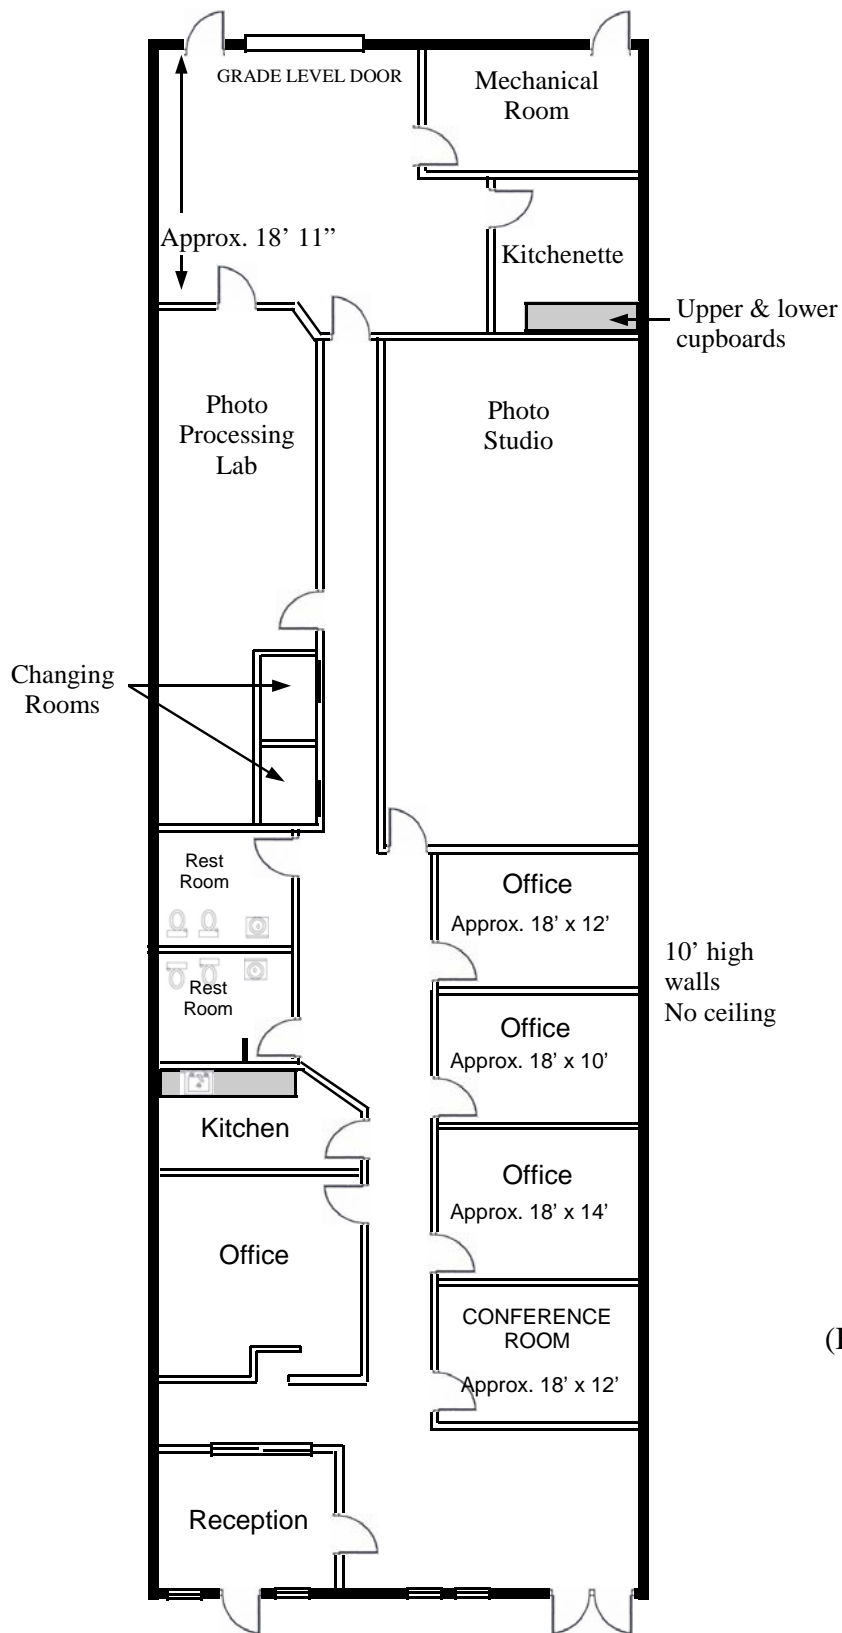 GRADE LEVEL DOOR
Mechanical
Room
Approx. 18’ 11”
Kitchenette
Upper & lower
cupboards
Photo
Processing
Lab
Photo
Studio
Changing
Rooms
Rest
Room
Office
Approx. 18’ x 12’
10’ high
walls
No ceiling
Rest
Room
Office
Approx. 18’ x 10’
Kitchen
Office
Approx. 18’ x 14’
Office
CONFERENCE
ROOM
Approx. 18’ x 12’
Reception